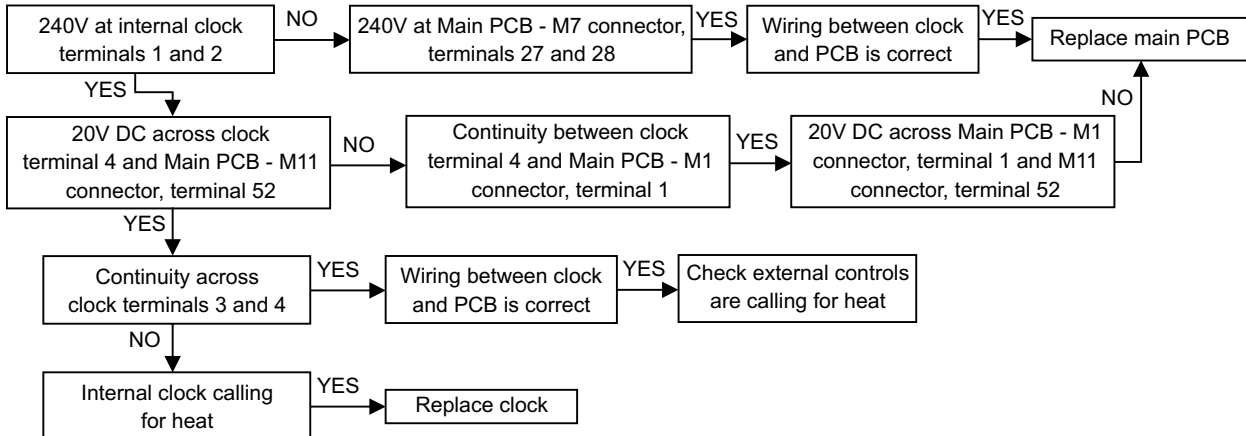 240V at internal clock
terminals 1 and 2
NO
240V at Main PCB - M7 connector,
terminals 27 and 28
YES
Wiring between clock
and PCB is correct
YES
Replace main PCB
YES
NO
20V DC across clock
terminal 4 and Main PCB - M11
connector, terminal 52
NO
Continuity between clock
terminal 4 and Main PCB - M1
connector, terminal 1
YES
20V DC across Main PCB - M1
connector, terminal 1 and M11
connector, terminal 52
YES
Continuity across
clock terminals 3 and 4
YES
Wiring between clock
and PCB is correct
YES
Check external controls
are calling for heat
NO
Internal clock calling
for heat
YES
Replace clock